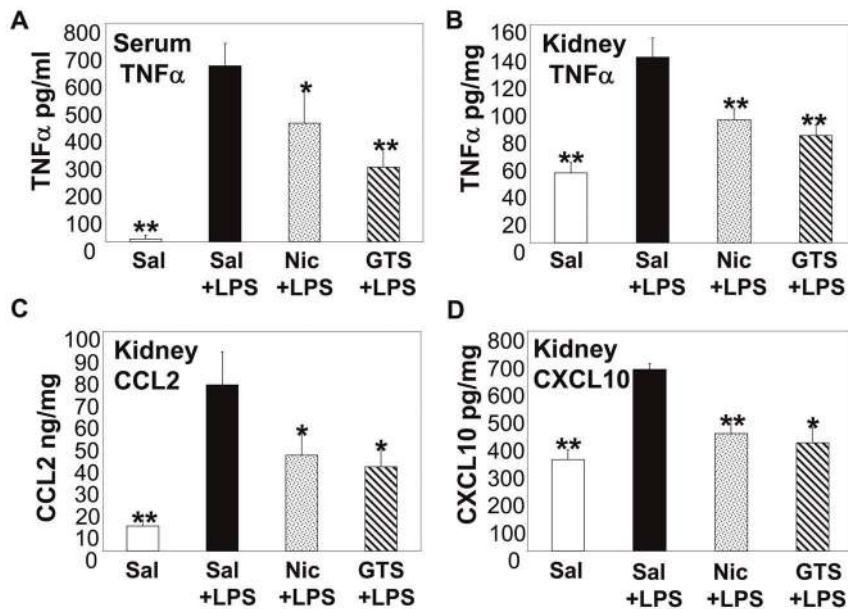 A
Serum
TNFα
TNFα pg/ml
800
700
500
400
300
100
0
**
*
**
Sal
Sal
+LPS
Nic
+LPS
GTS
+LPS
B
Kidney
TNFα
TNFα pg/mg
160
140
120
100
80
60
40
20
0
**
**
**
Sal
Sal
+LPS
Nic
+LPS
GTS
+LPS
C
Kidney
CCL2
CCL2 ng/mg
100
90
80
70
60
50
40
30
20
10
0
**
*
*
Sal
Sal
+LPS
Nic
+LPS
GTS
+LPS
D
Kidney
CXCL10
CXCL10 pg/mg
800
700
600
500
400
300
200
100
0
**
**
*
Sal
Sal
+LPS
Nic
+LPS
GTS
+LPS